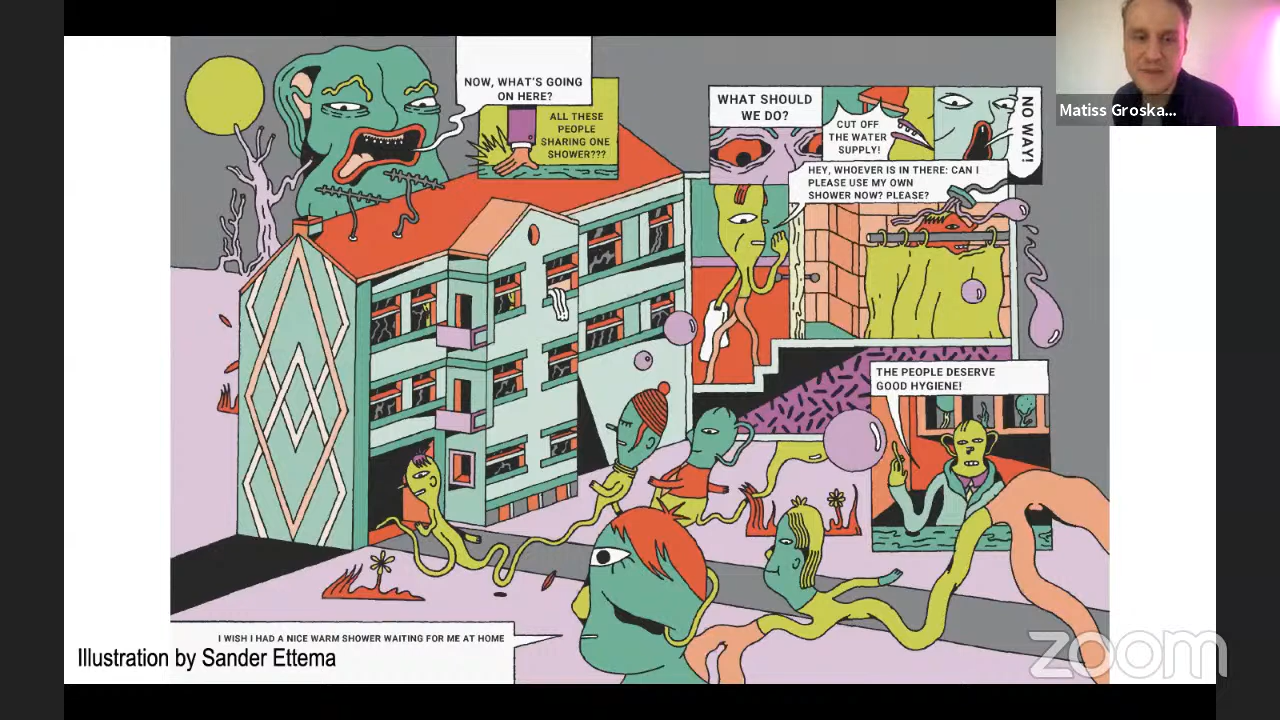 NOW, WHAT'S GOING
ON HERE?
ALL THESE
PEOPLE
SHARING ONE
SHOWER???
WHAT SHOULD
WE DO?
CUT OFF
THE WATER
SUPPLY!
NO WAY!
HEY, WHOEVER IS IN THERE: CAN I
PLEASE USE MY OWN
SHOWER NOW? PLEASE?
THE PEOPLE DESERVE
GOOD HYGIENE!
I WISH I HAD A NICE WARM SHOWER WAITING FOR ME AT HOME
Illustration by Sander Ettema
Matiss Groska...
zoom